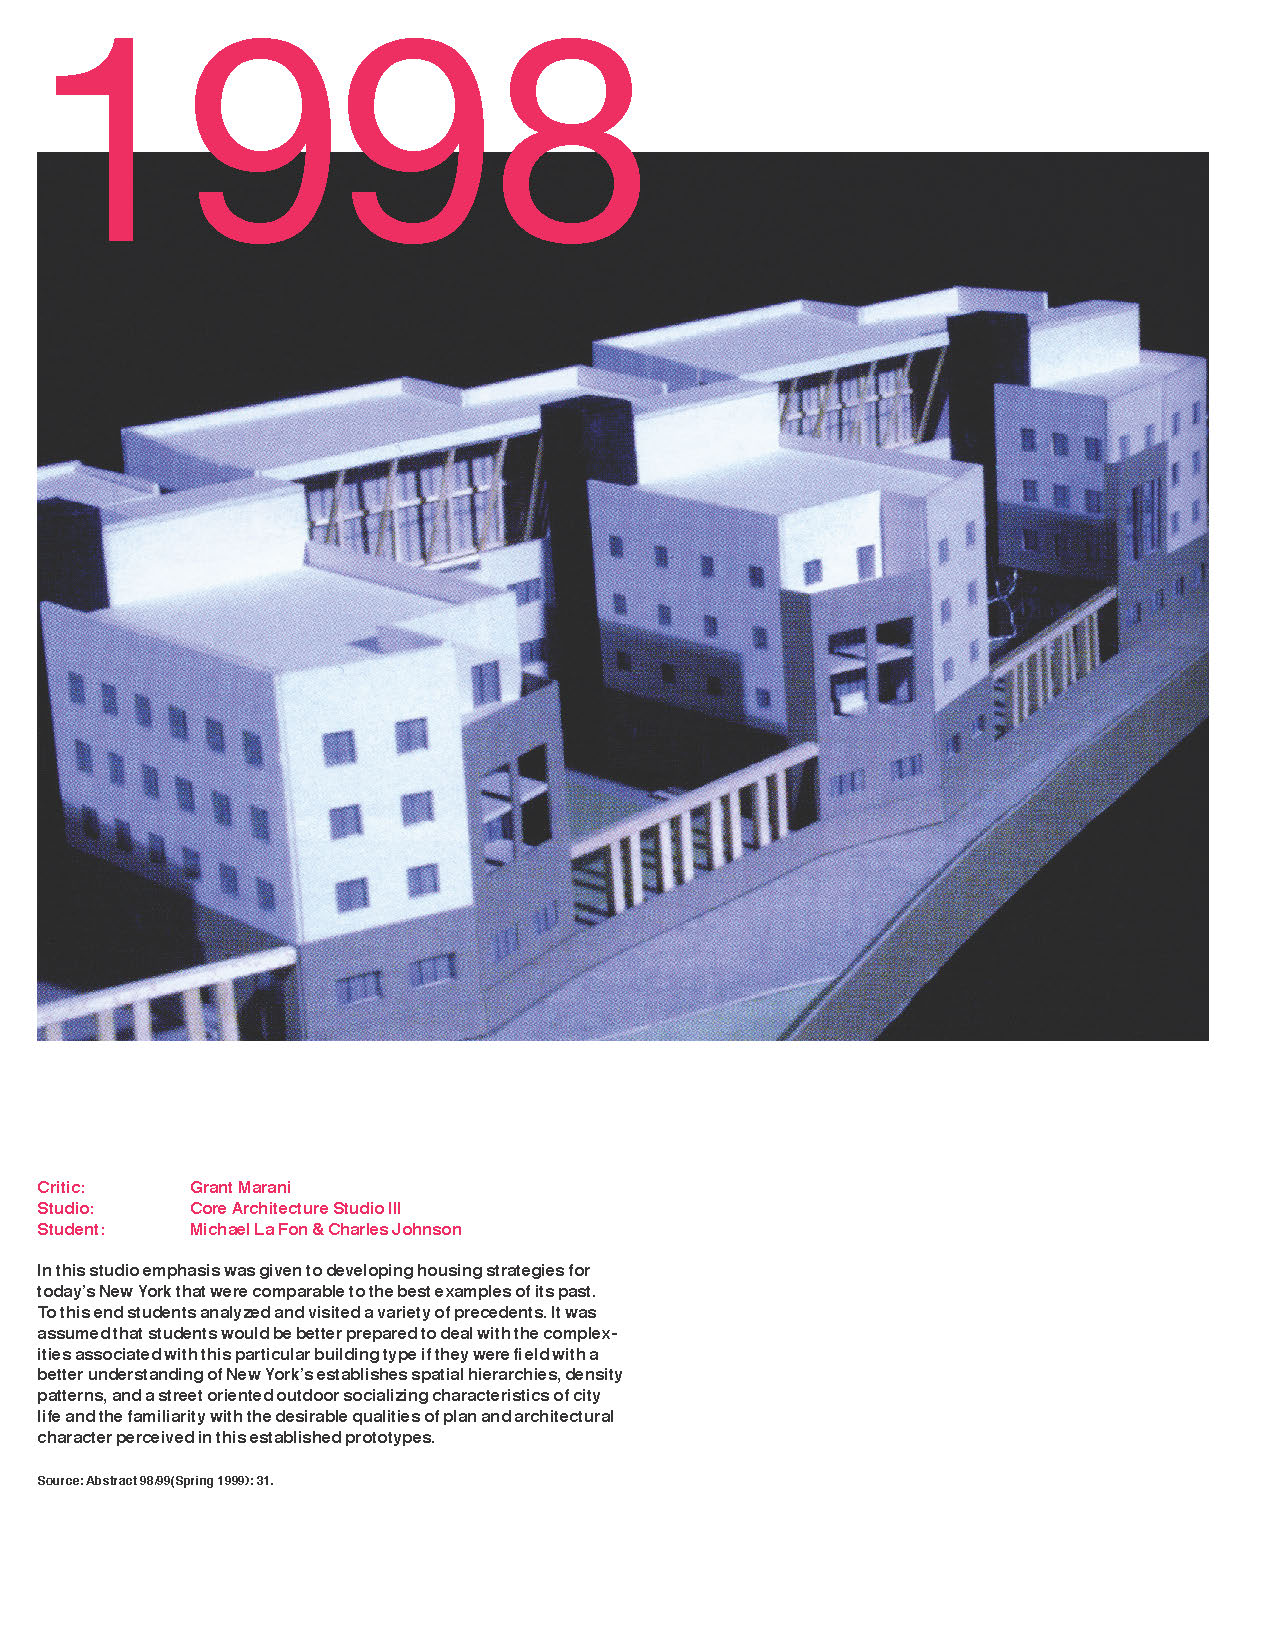 1998
Critic: Grant Marani
Studio: Core Architecture Studio III
Student: Michael La Fon & Charles Johnson
In this studio emphasis was given to developing housing strategies for
today's New York that were comparable to the best examples of its past.
To this end students analyzed and visited a variety of precedents. It was
assumed that students would be better prepared to deal with the complex-
ities associated with this particular building type if they were field with a
better understanding of New York's establishes spatial hierarchies, density
patterns, and a street oriented outdoor socializing characteristics of city
life and the familiarity with the desirable qualities of plan and architectural
character perceived in this established prototypes.
Source: Abstract 98/99(Spring 1999): 31.